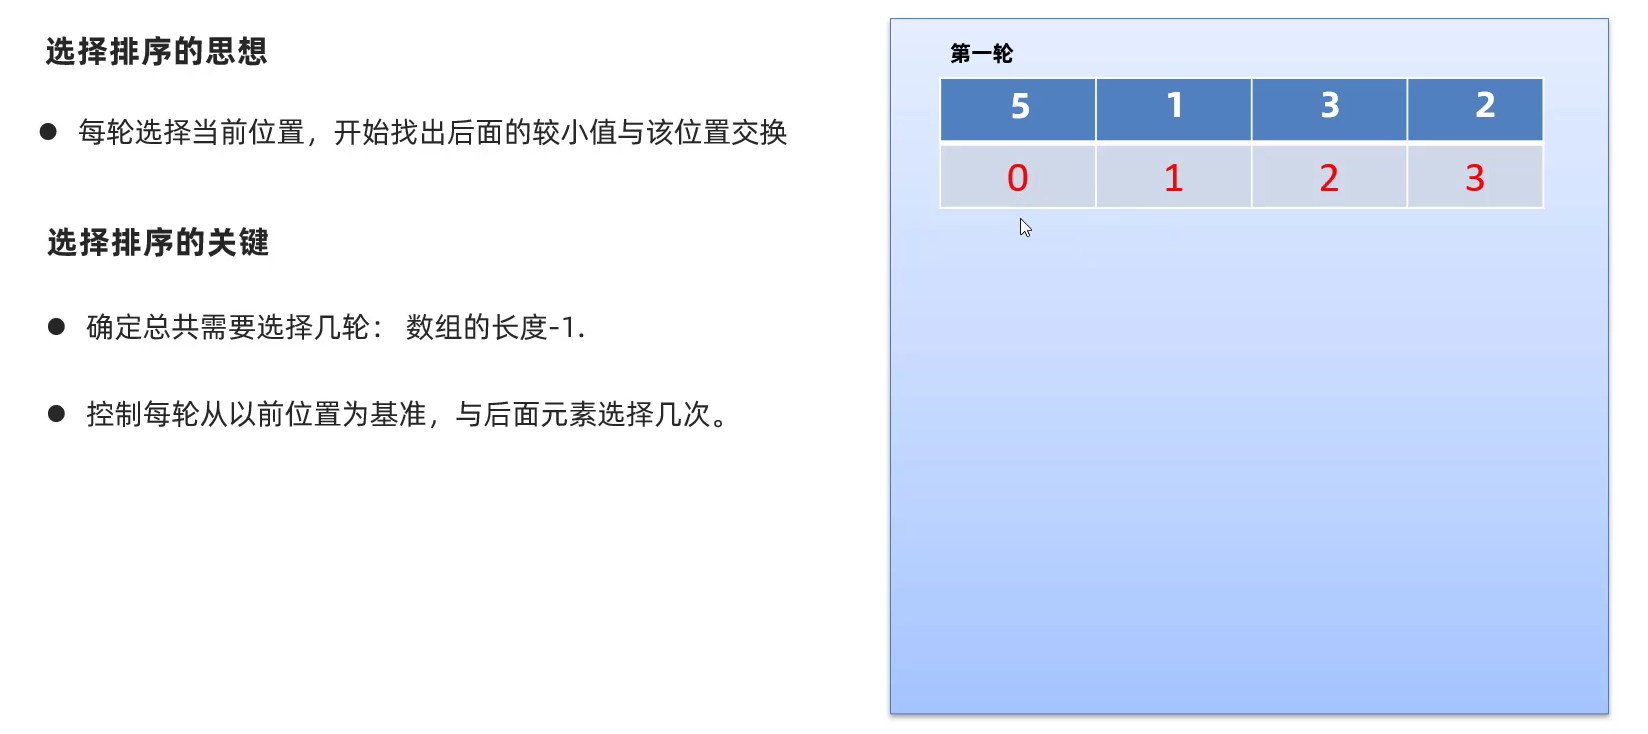 选择排序的思想
● 每轮选择当前位置，开始找出后面的较小值与该位置交换
选择排序的关键
● 确定总共需要选择几轮： 数组的长度-1.
● 控制每轮从以前位置为基准，与后面元素选择几次。
第一轮
5 1 3 2
0 1 2 3